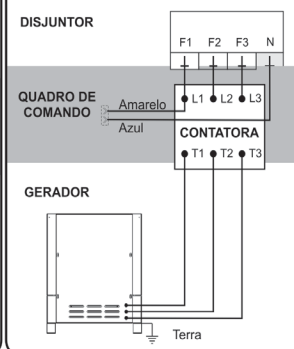 DISJUNTOR
F1 F2 F3 N
QUADRO DE
COMANDO
Amarelo
Azul
L1 L2 L3
CONTATORA
T1 T2 T3
GERADOR
Terra